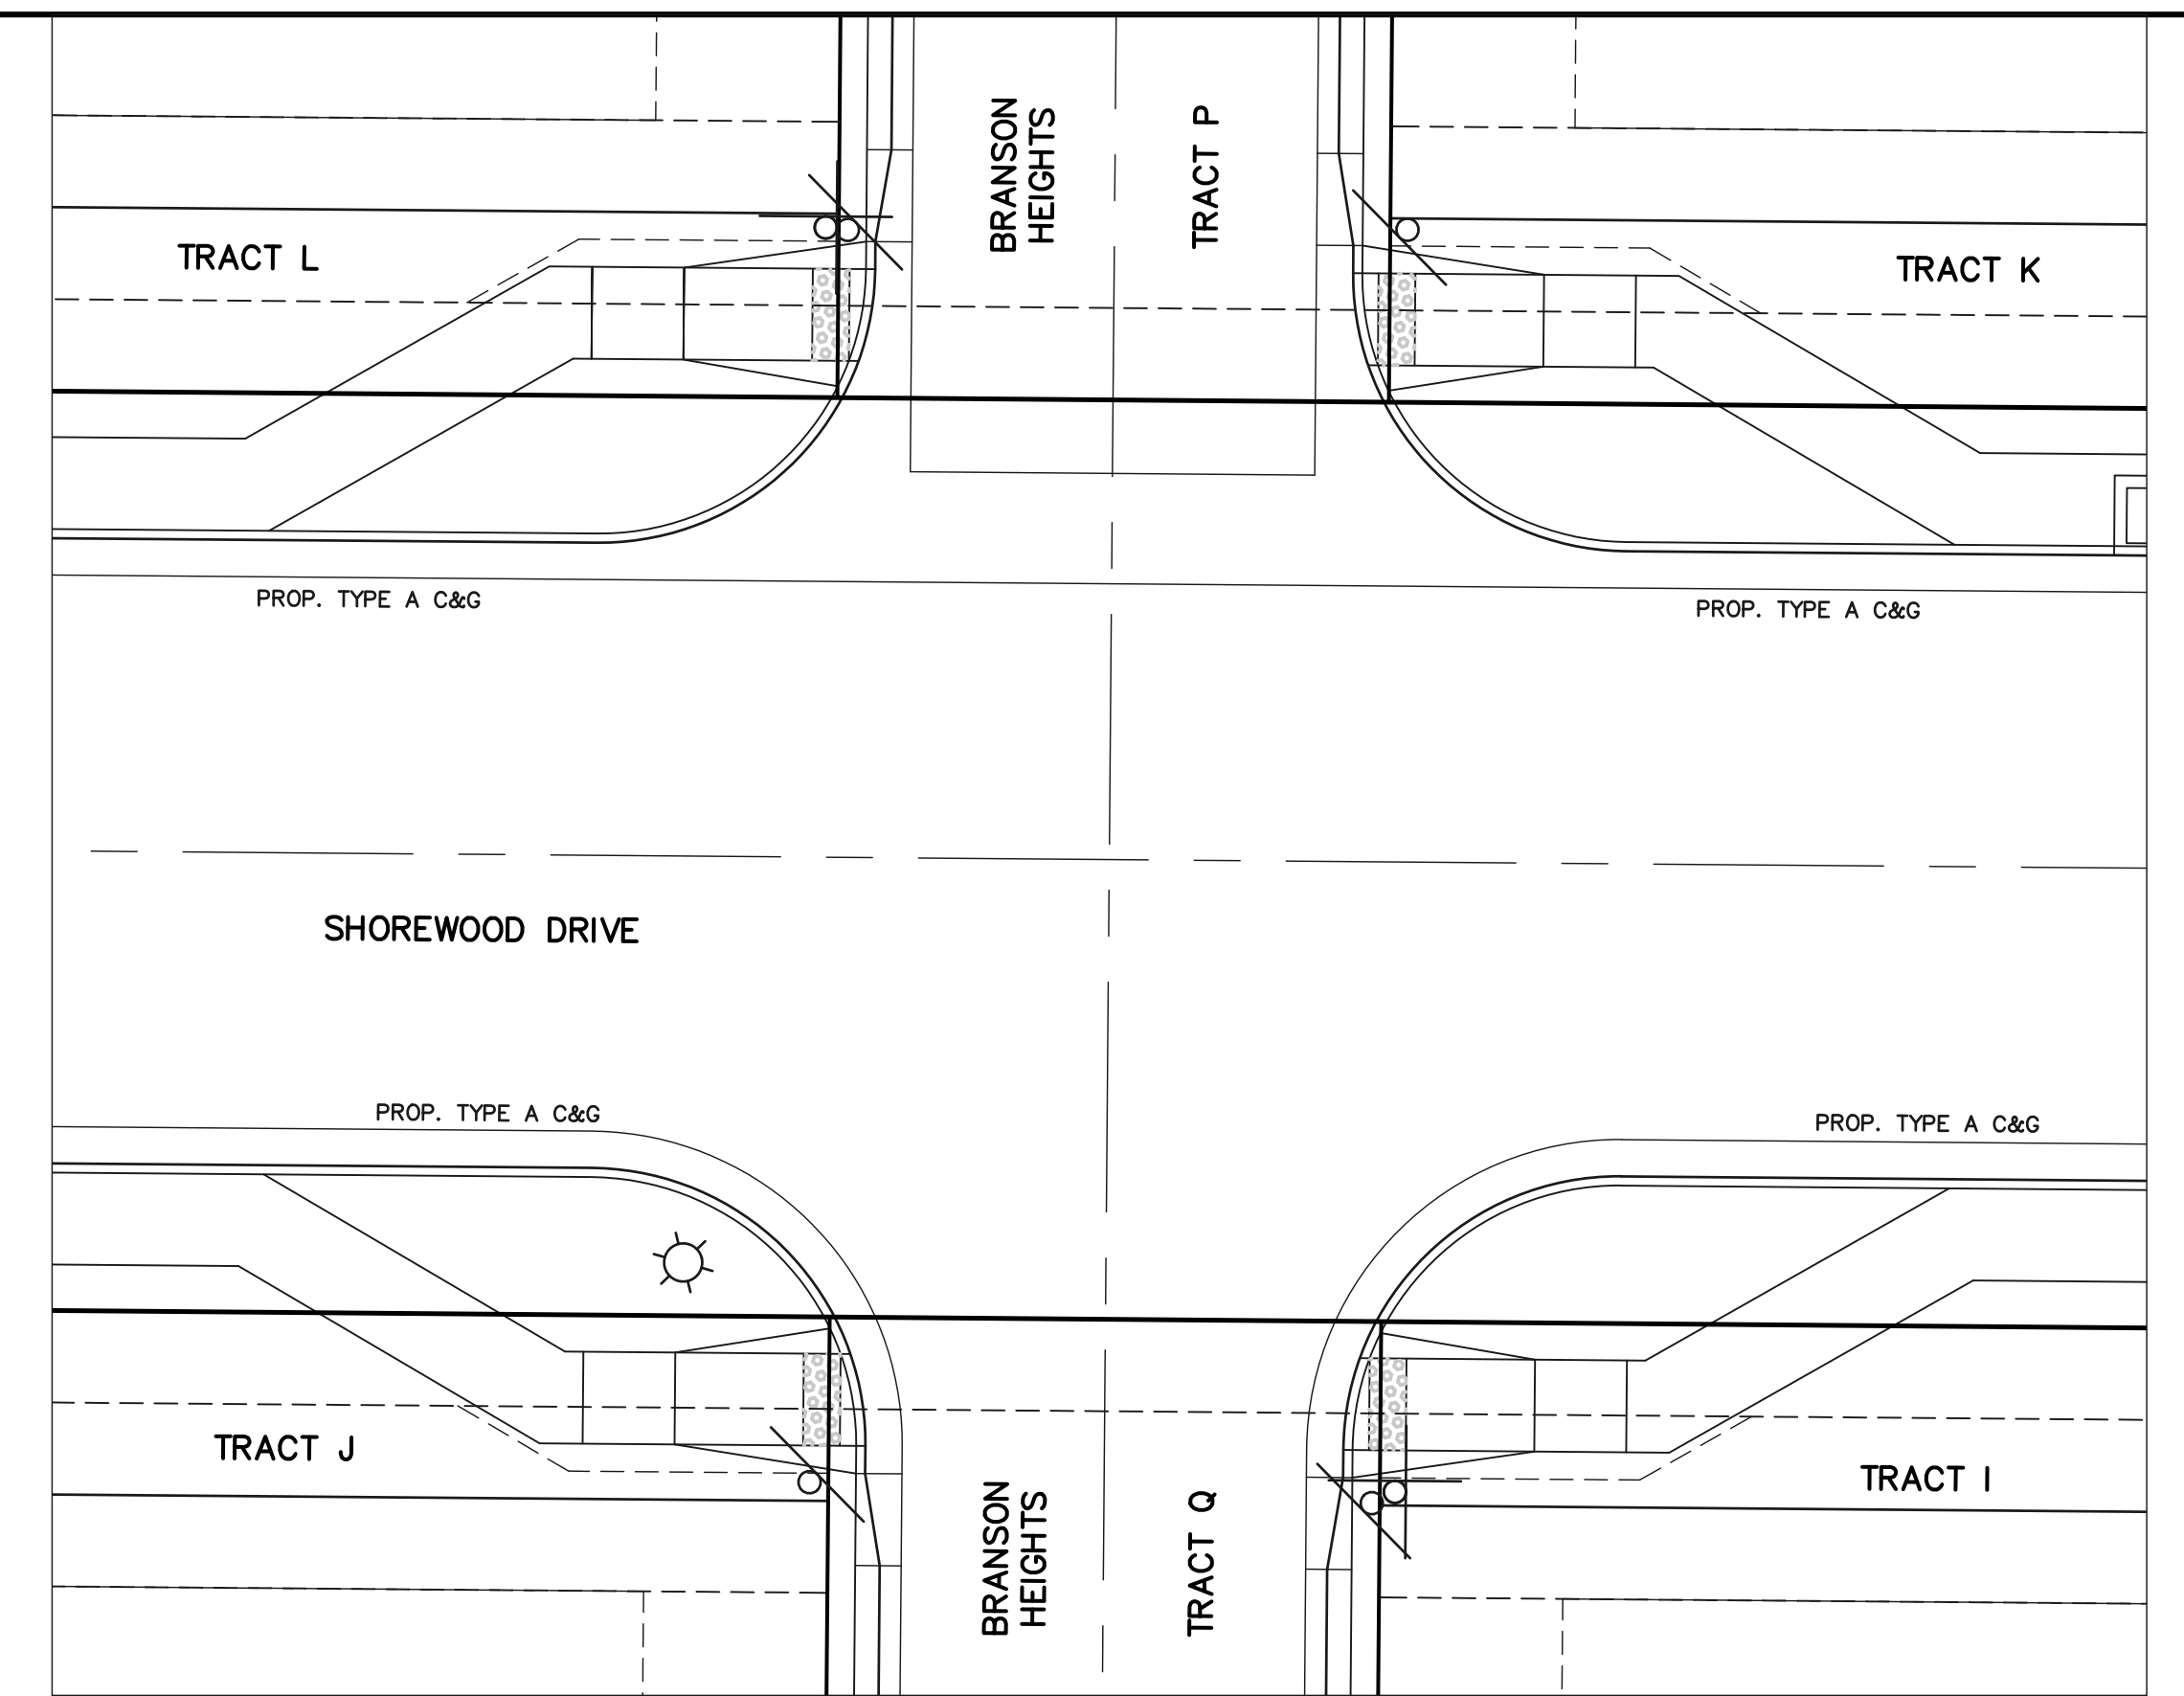 BRANSON
HEIGHTS
TRACT P
TRACT L
TRACT K
PROP. TYPE A C&G
PROP. TYPE A C&G
SHOREWOOD DRIVE
PROP. TYPE A C&G
PROP. TYPE A C&G
TRACT J
TRACT I
BRANSON
HEIGHTS
TRACT Q